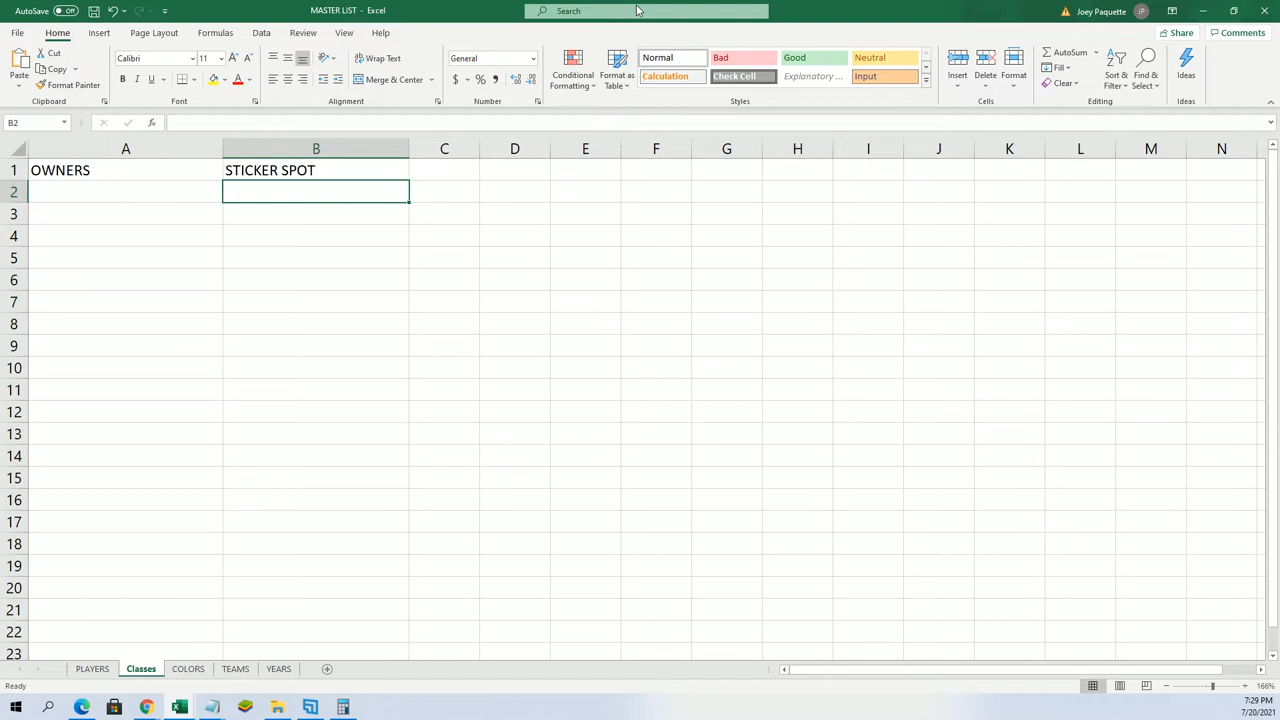 AutoSave Off
MASTER LIST - Excel
Search
Joey Paquette JP
File Home Insert Page Layout Formulas Data Review View Help
Share Comments
Paste
Cut
Copy
Format Painter
Clipboard
Calibri 11
B I U
Font
Wrap Text
Merge & Center
Alignment
General
$ % 9
Number
Conditional Formatting
Format as Table
Normal Bad Good Neutral
Calculation Check Cell Explanatory ... Input
Styles
Insert Delete Format
Cells
AutoSum
Fill
Clear
Sort & Filter
Find & Select
Editing
Ideas
Ideas
B2
fx
A B C D E F G H I J K L M N
1 OWNERS STICKER SPOT
2
3
4
5
6
7
8
9
10
11
12
13
14
15
16
17
18
19
20
21
22
23
PLAYERS Classes COLORS TEAMS YEARS
Ready
166%
7:29 PM
7/20/2021